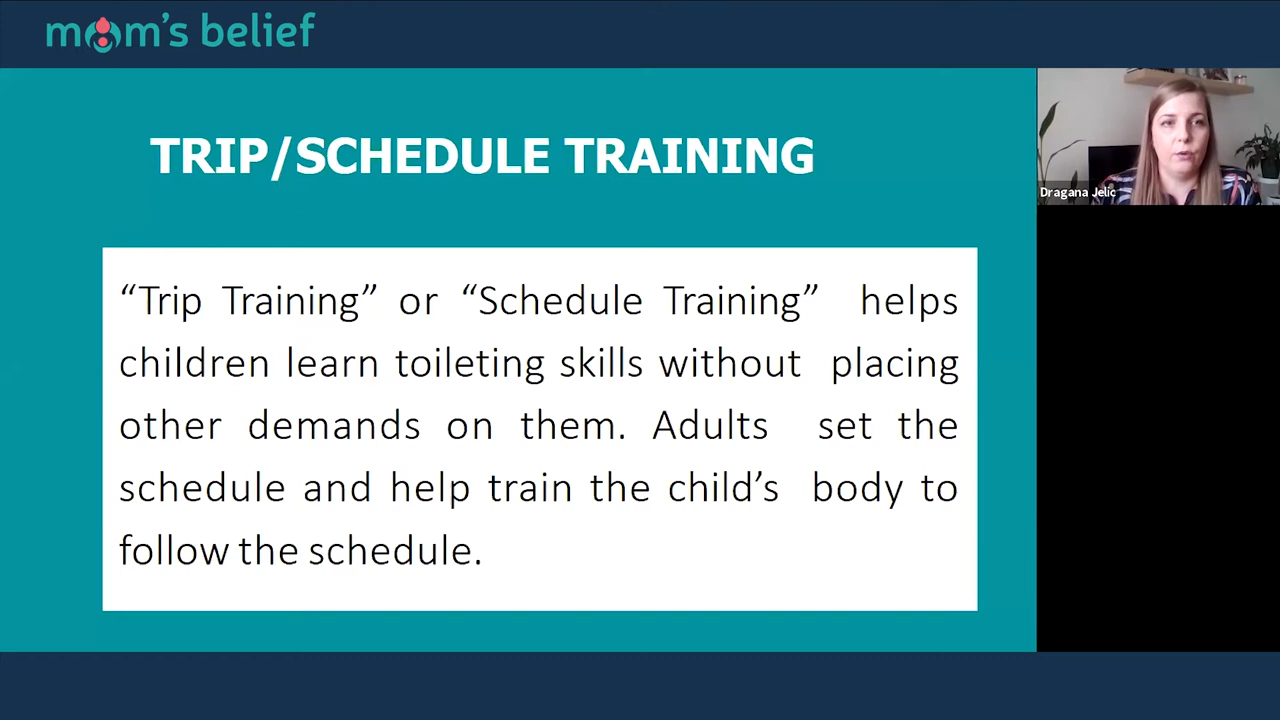 mom's belief
TRIP/SCHEDULE TRAINING
Dragana Jelic
“Trip Training” or “Schedule Training” helps
children learn toileting skills without placing
other demands on them. Adults set the
schedule and help train the child’s body to
follow the schedule.